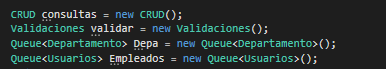 CRUD consultas = new CRUD();
Validaciones validar = new Validaciones();
Queue<Departamento> Depa = new Queue<Departamento>();
Queue<Usuarios> Empleados = new Queue<Usuarios>();